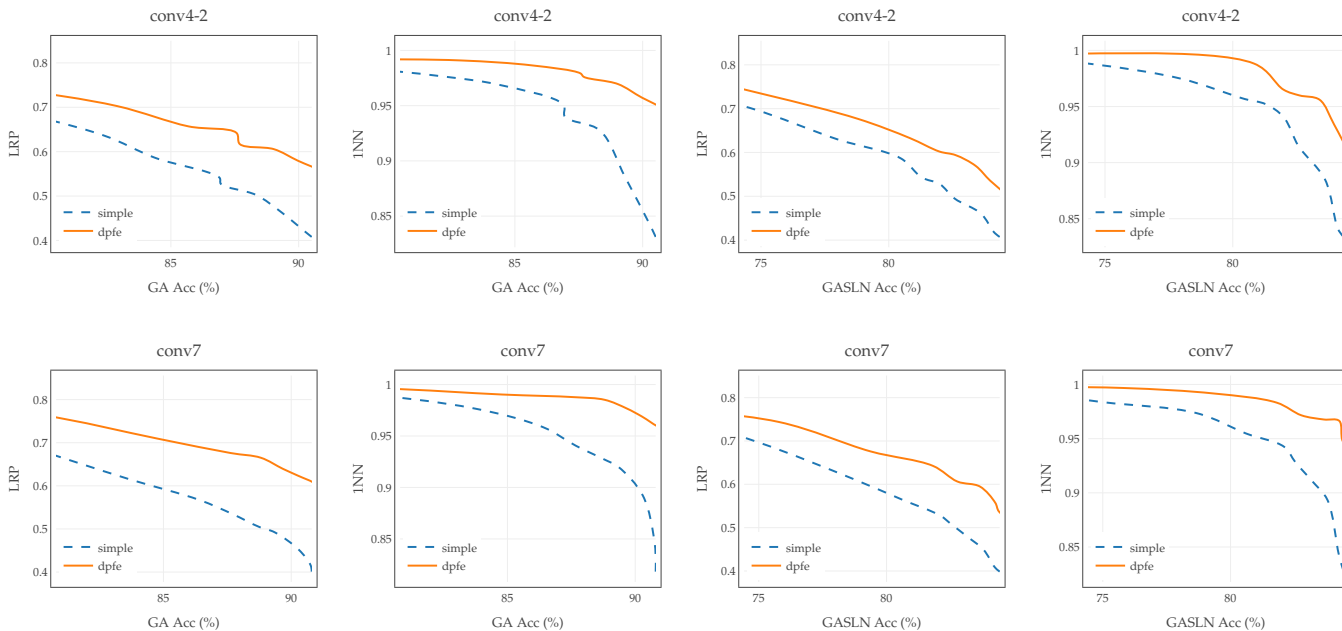 conv4-2
0.8
0.7
0.6
0.5
0.4
LRP
simple
dpfe
85
90
GA Acc (%)
conv4-2
1
0.95
0.9
0.85
1NN
simple
dpfe
85
90
GA Acc (%)
conv4-2
0.8
0.7
0.6
0.5
0.4
LRP
simple
dpfe
75
80
GASLN Acc (%)
conv4-2
1
0.95
0.9
0.85
1NN
simple
dpfe
75
80
GASLN Acc (%)
conv7
0.8
0.7
0.6
0.5
0.4
LRP
simple
dpfe
85
90
GA Acc (%)
conv7
1
0.95
0.9
0.85
1NN
simple
dpfe
85
90
GA Acc (%)
conv7
0.8
0.7
0.6
0.5
0.4
LRP
simple
dpfe
75
80
GASLN Acc (%)
conv7
1
0.95
0.9
0.85
1NN
simple
dpfe
75
80
GASLN Acc (%)